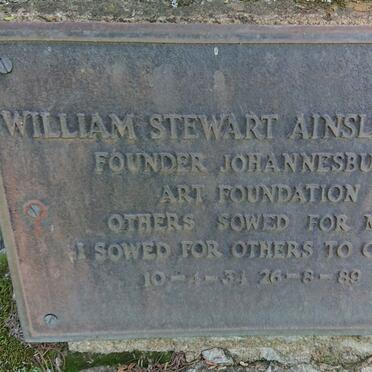 WILLIAM STEWART AINSL
FOUNDER JOHANNESBU
ART FOUNDATION
OTHERS SOWED FOR M
I SOWED FOR OTHERS TO
10-4-34 26-8-89